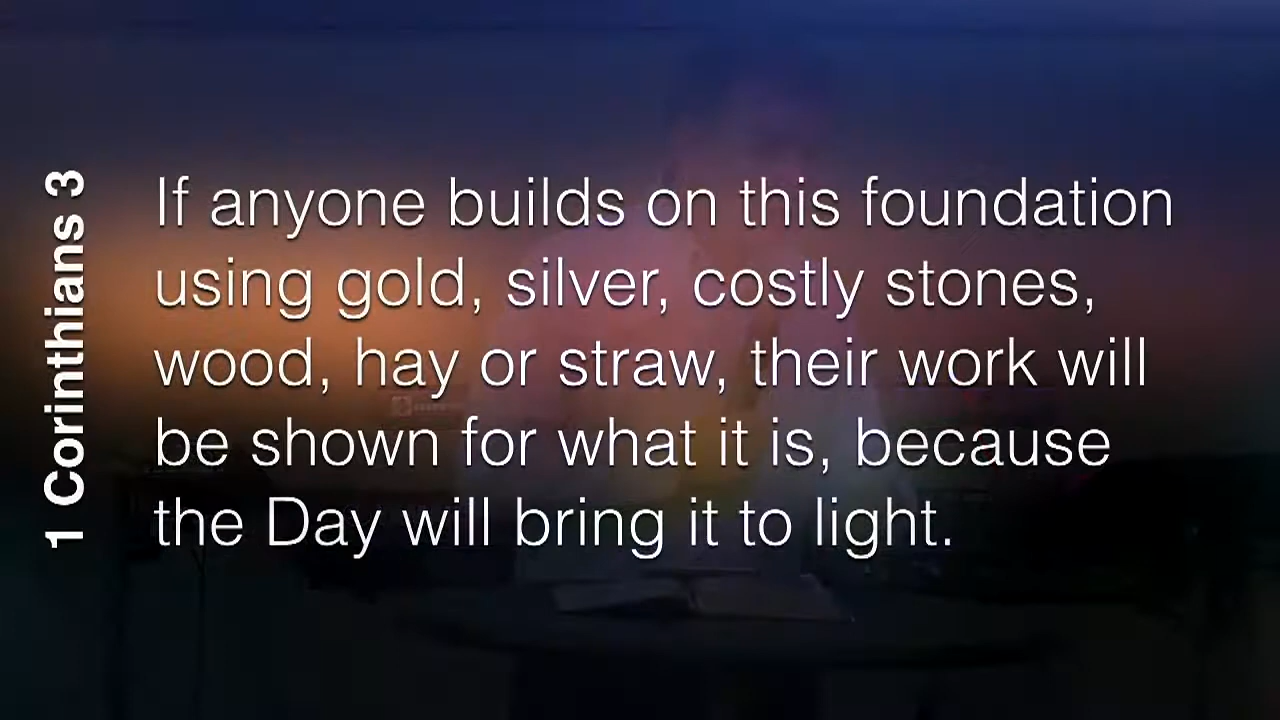 1 Corinthians 3
If anyone builds on this foundation
using gold, silver, costly stones,
wood, hay or straw, their work will
be shown for what it is, because
the Day will bring it to light.